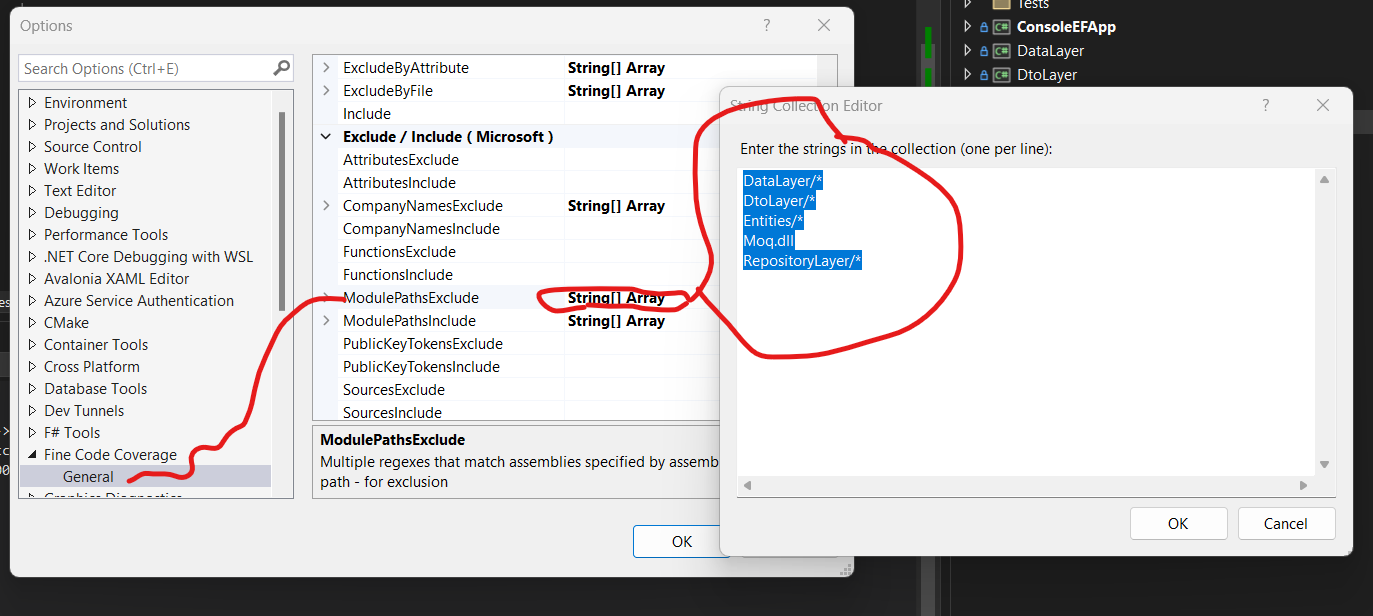 Options
?
Search Options (Ctrl+E)
Environment
Projects and Solutions
Source Control
Work Items
Text Editor
Debugging
Performance Tools
.NET Core Debugging with WSL
Avalonia XAML Editor
Azure Service Authentication
CMake
Container Tools
Cross Platform
Database Tools
Dev Tunnels
F# Tools
Fine Code Coverage
General
Graphics Diagnostics
ExcludeByAttribute String[] Array
ExcludeByFile String[] Array
Include
Exclude / Include ( Microsoft )
AttributesExclude
AttributesInclude
CompanyNamesExclude String[] Array
CompanyNamesInclude
FunctionsExclude
FunctionsInclude
ModulePathsExclude String[] Array
ModulePathsInclude String[] Array
PublicKeyTokensExclude
PublicKeyTokensInclude
SourcesExclude
SourcesInclude
ModulePathsExclude
Multiple regexes that match assemblies specified by assemb
path - for exclusion
OK
Tests
C# ConsoleEFApp
C# DataLayer
C# DtoLayer
String Collection Editor
?
Enter the strings in the collection (one per line):
DataLayer/*
DtoLayer/*
Entities/*
Moq.dll
RepositoryLayer/*
OK
Cancel